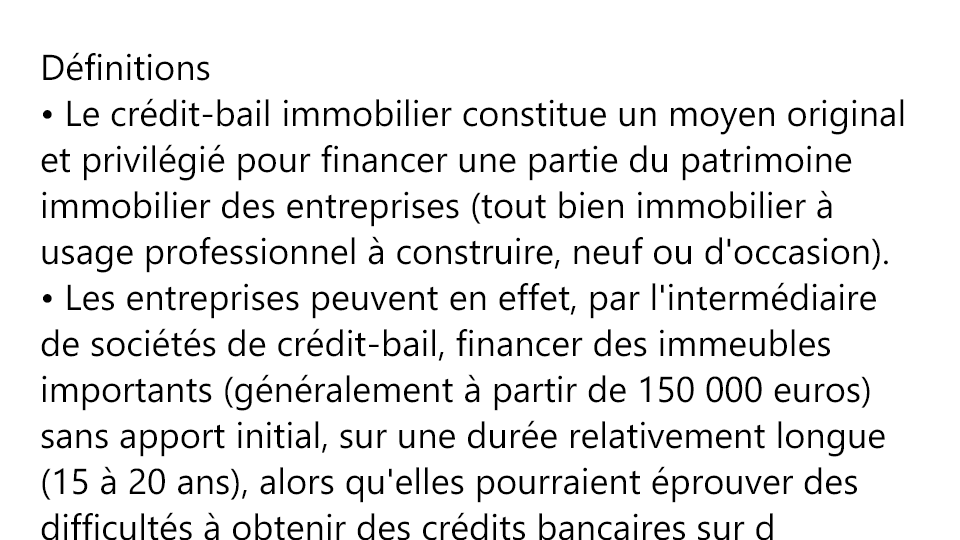 Définitions
• Le crédit-bail immobilier constitue un moyen original
et privilégié pour financer une partie du patrimoine
immobilier des entreprises (tout bien immobilier à
usage professionnel à construire, neuf ou d'occasion).
• Les entreprises peuvent en effet, par l'intermédiaire
de sociétés de crédit-bail, financer des immeubles
importants (généralement à partir de 150 000 euros)
sans apport initial, sur une durée relativement longue
(15 à 20 ans), alors qu'elles pourraient éprouver des
difficultés à obtenir des crédits bancaires sur d